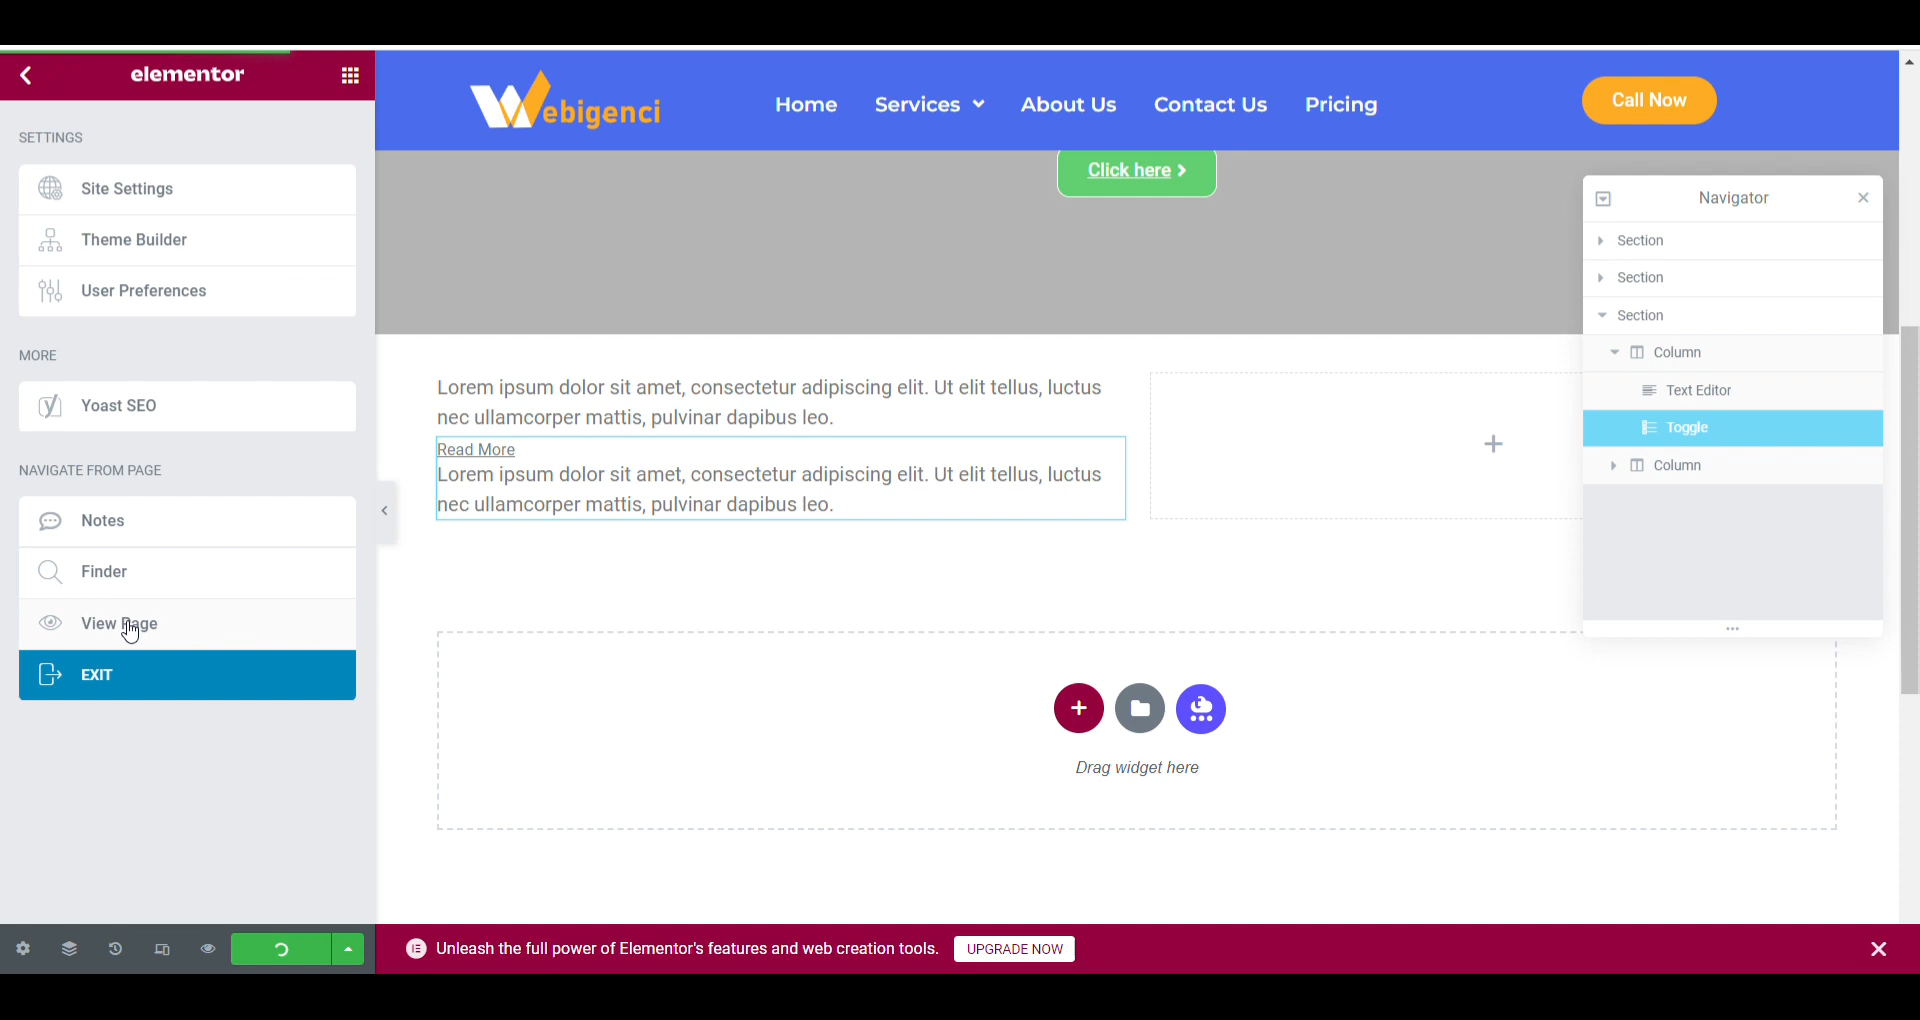 elementor
SETTINGS
Site Settings
Theme Builder
User Preferences
MORE
Yoast SEO
NAVIGATE FROM PAGE
Notes
Finder
View Page
EXIT
Webigenci
Home
Services
About Us
Contact Us
Pricing
Call Now
Click here
Lorem ipsum dolor sit amet, consectetur adipiscing elit. Ut elit tellus, luctus
nec ullamcorper mattis, pulvinar dapibus leo.
Read More
Lorem ipsum dolor sit amet, consectetur adipiscing elit. Ut elit tellus, luctus
nec ullamcorper mattis, pulvinar dapibus leo.
Drag widget here
Navigator
Section
Section
Section
Column
Text Editor
Toggle
Column
Unleash the full power of Elementor's features and web creation tools.
UPGRADE NOW